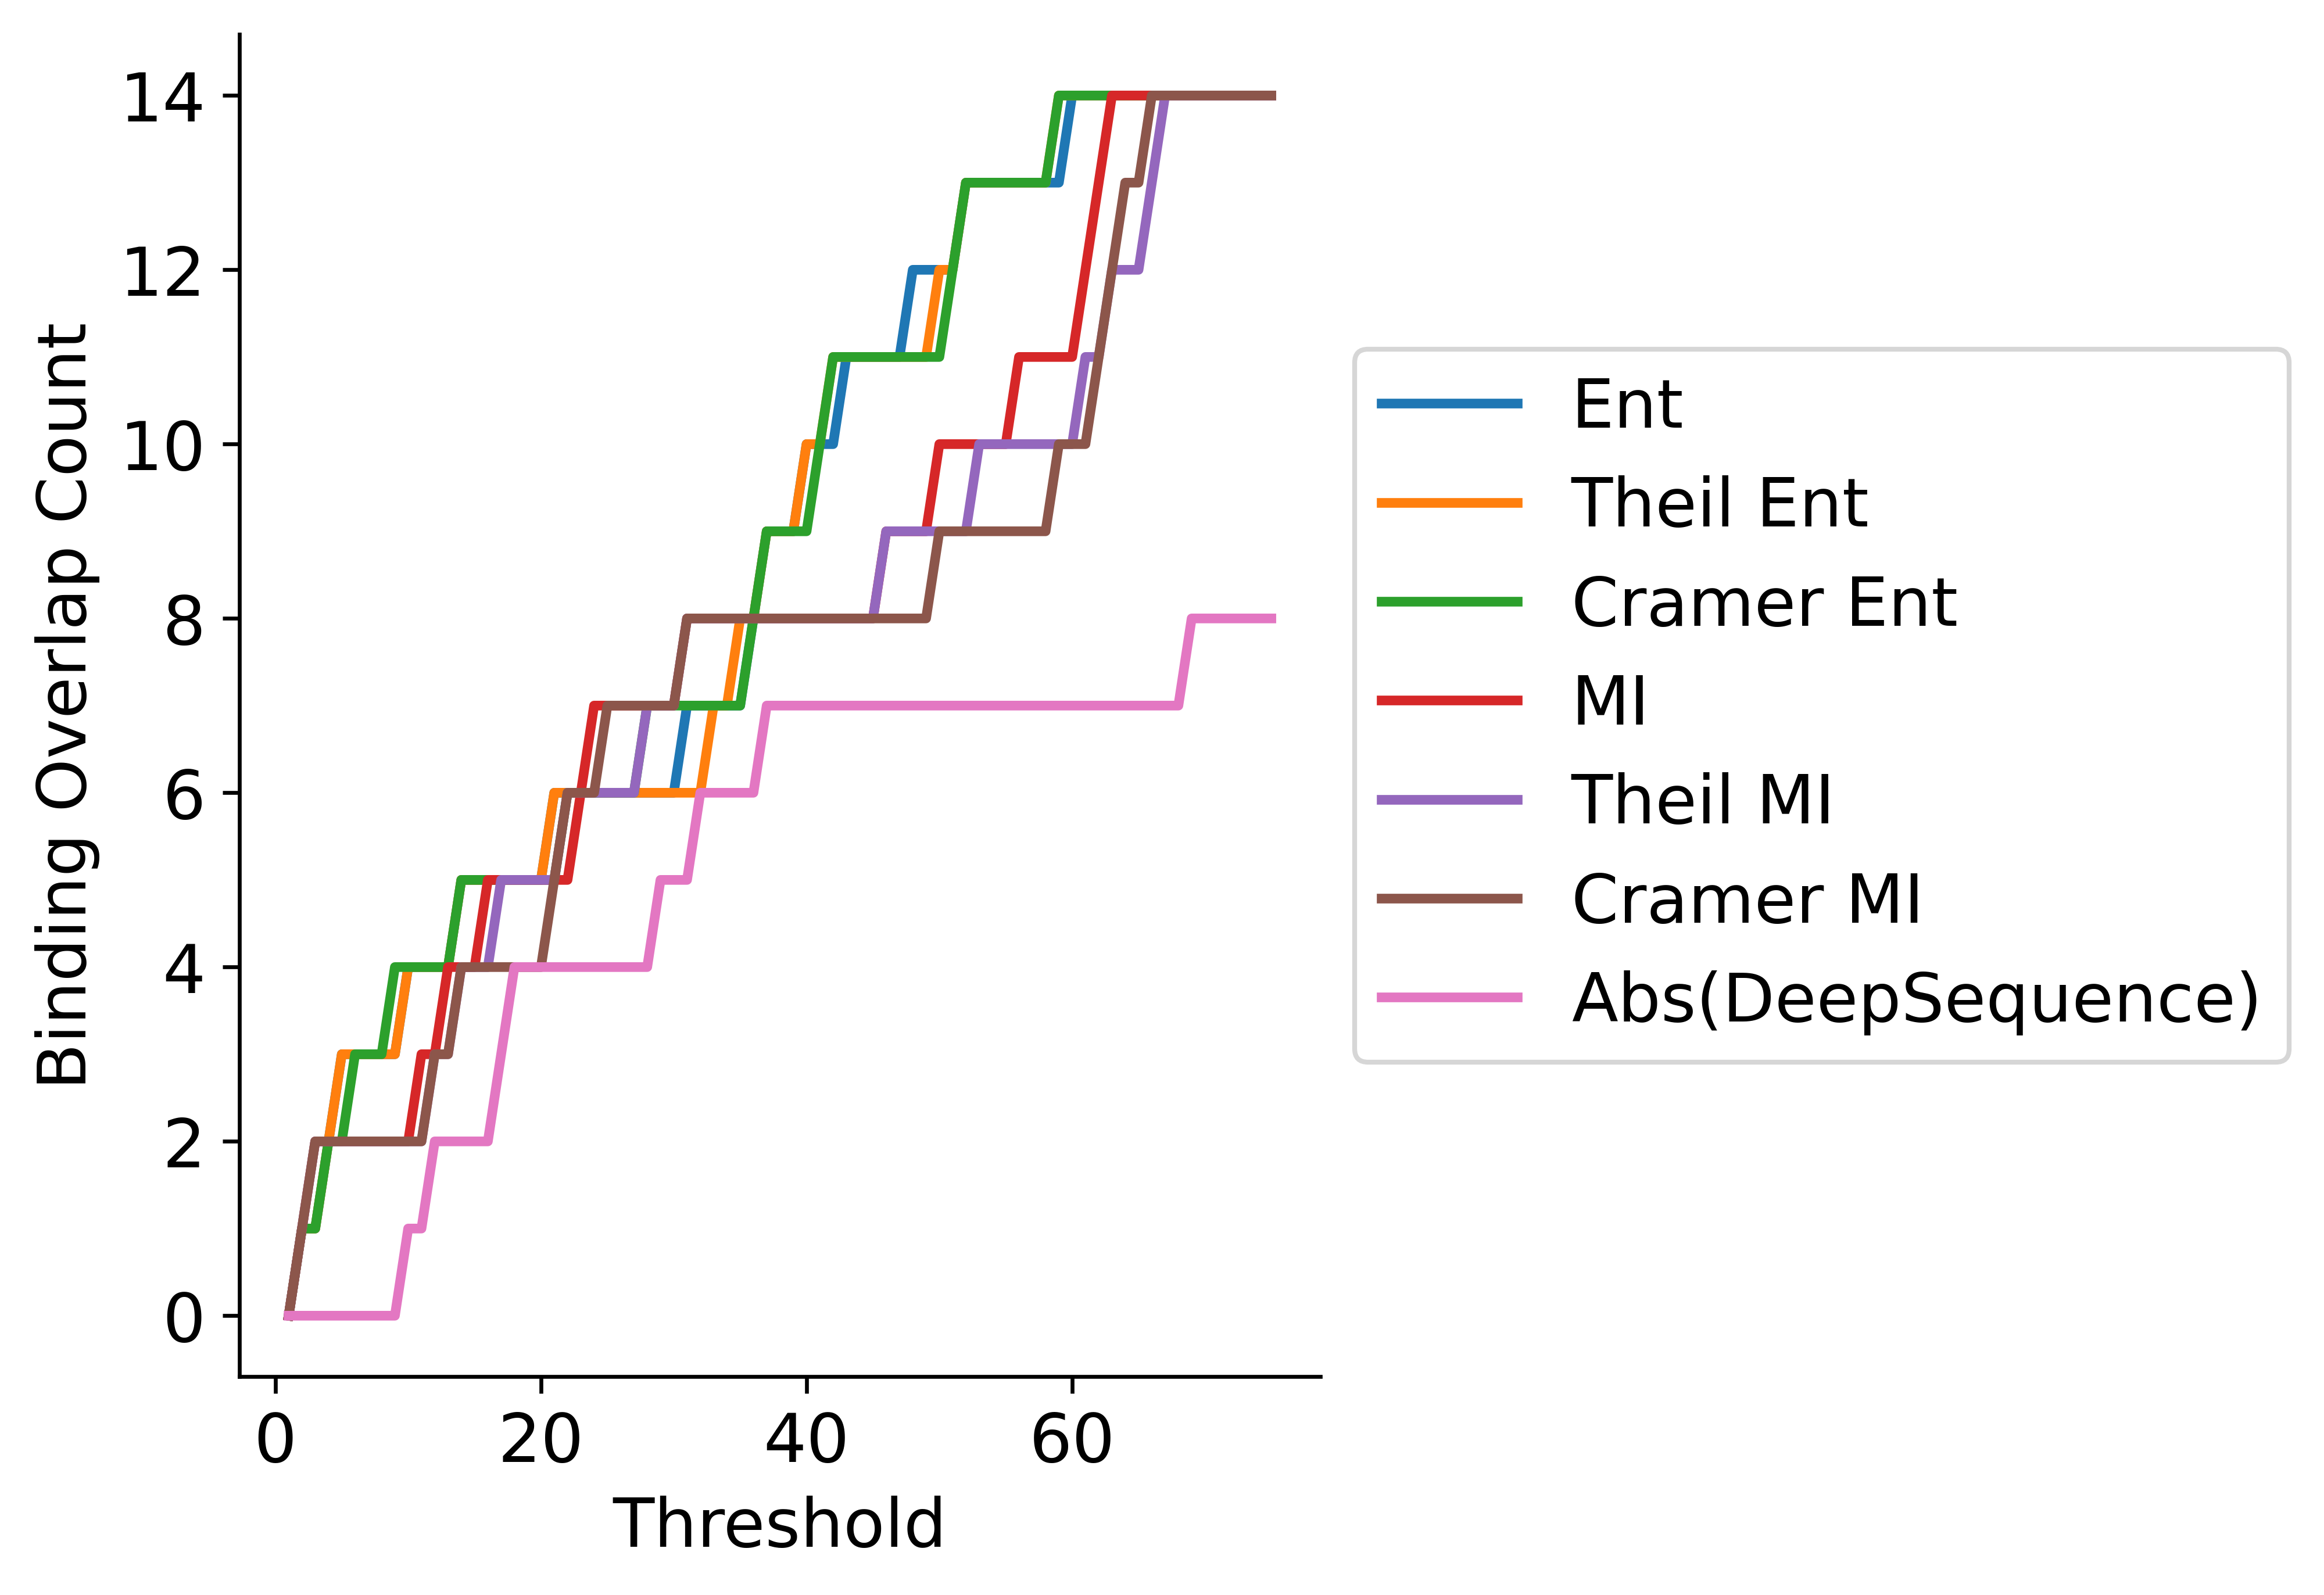 14
12
10
8
6
4
2
0
Binding Overlap Count
0 20 40 60
Threshold
Ent
Theil Ent
Cramer Ent
MI
Theil MI
Cramer MI
Abs(DeepSequence)